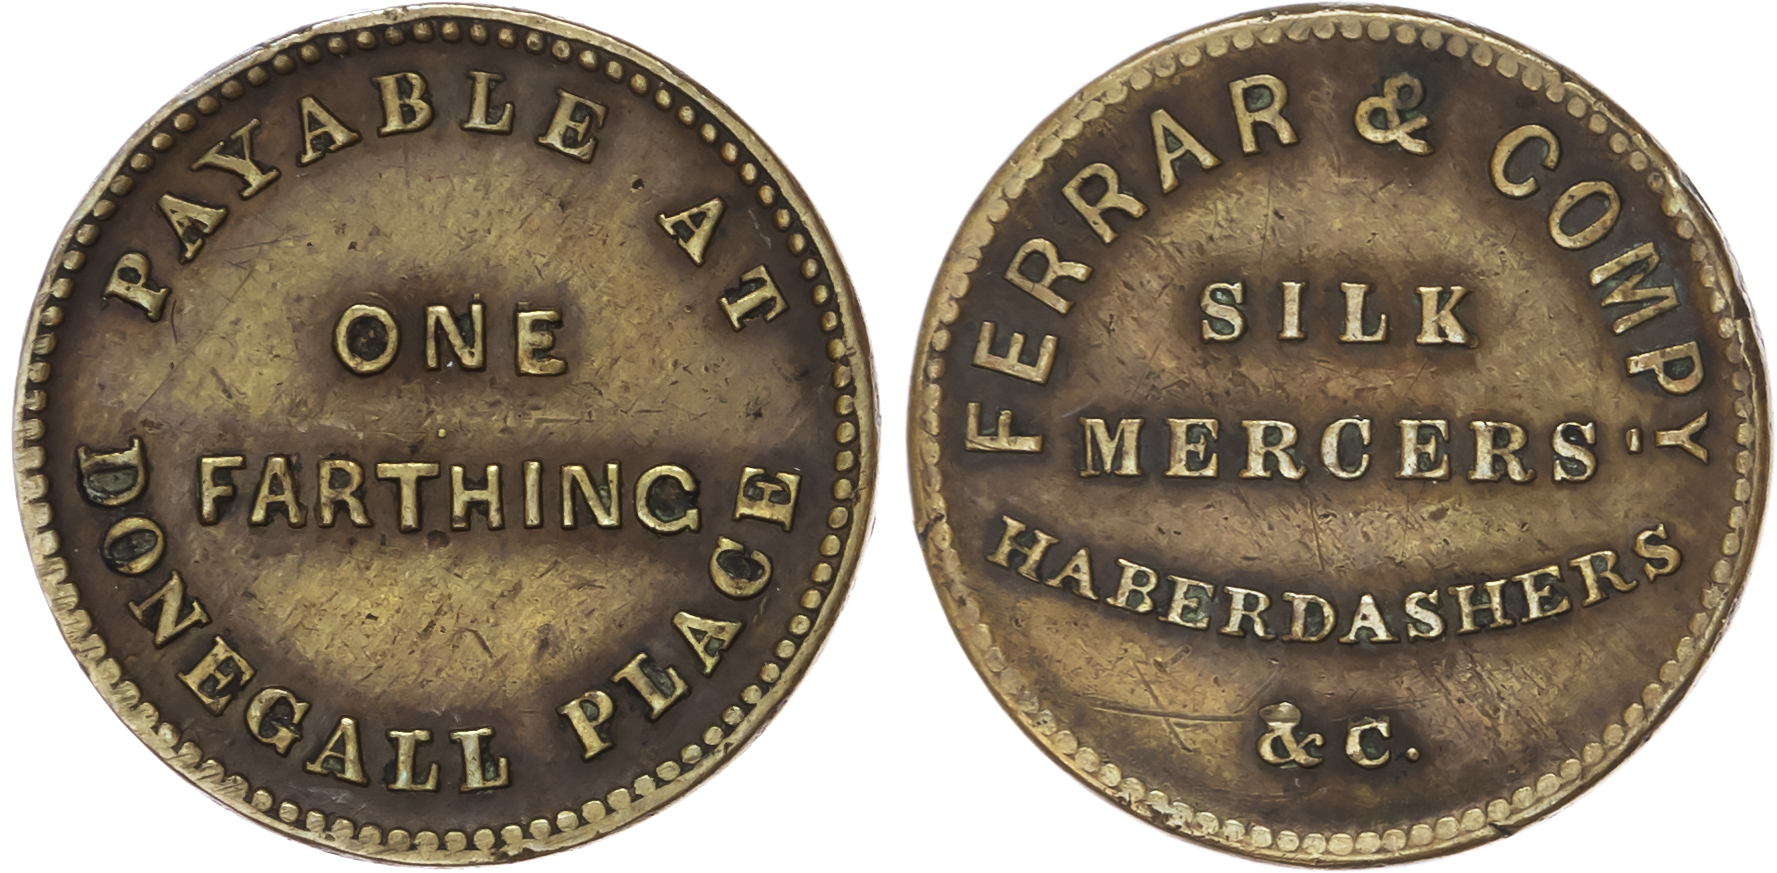 PAYABLE AT
ONE
FARTHING
DONEGALL PLACE
FERRAR & COMPY.
SILK
MERCERS
HABERDASHERS
&C.